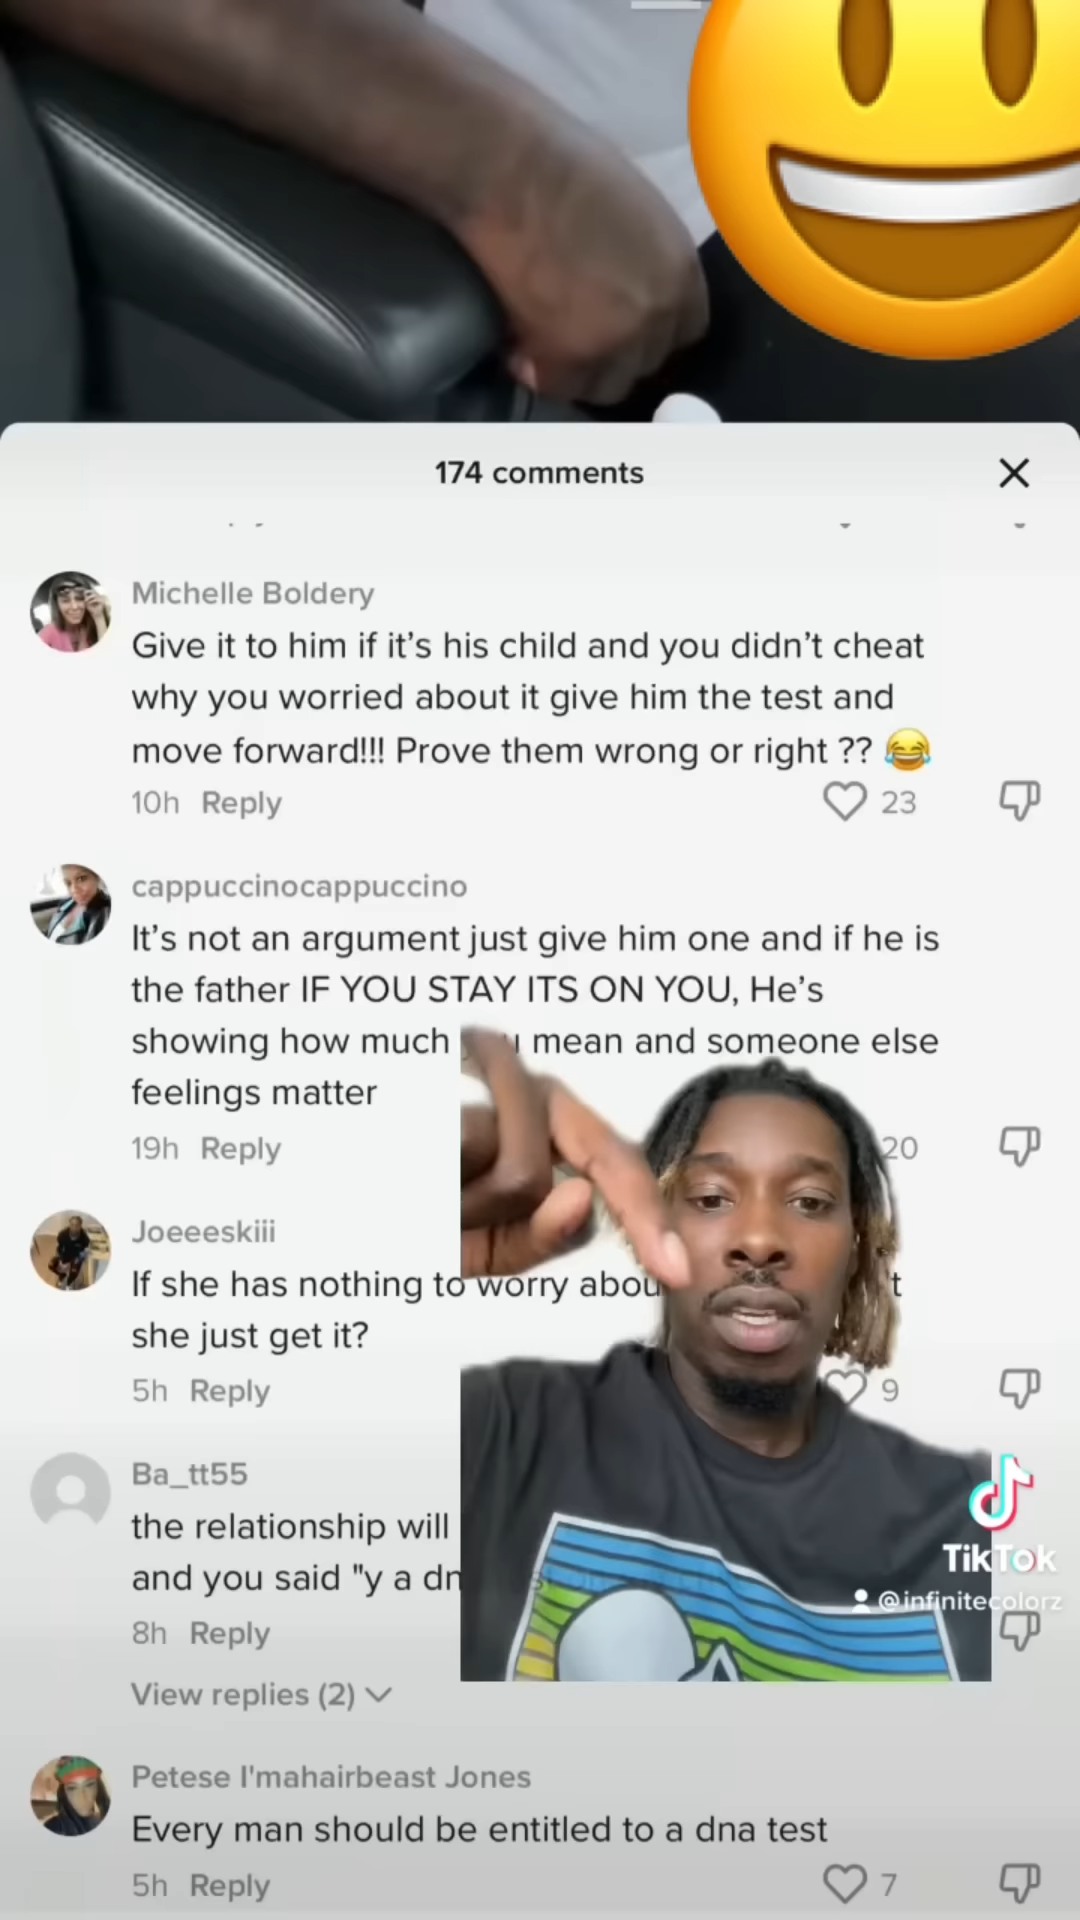 174 comments
Michelle Boldery
Give it to him if it’s his child and you didn’t cheat
why you worried about it give him the test and
move forward!!! Prove them wrong or right ?? 😂
10h Reply
23
cappuccinocappuccino
It’s not an argument just give him one and if he is
the father IF YOU STAY ITS ON YOU, He’s
showing how much mean and someone else
feelings matter
19h Reply
20
Joeeeskiii
If she has nothing to worry
she just get it?
5h Reply
9
Ba_tt55
the relationship will
and you said "y a
8h Reply
View replies (2)
TikTok
@infinitecolorz
Petese I'mahairbeast Jones
Every man should be entitled to a dna test
5h Reply
7